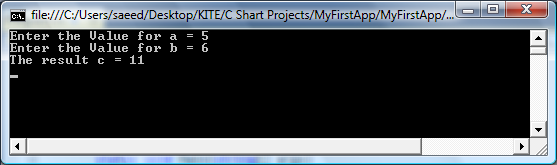 file:///C:/Users/saeed/Desktop/KITE/C Shart Projects/MyFirstApp/MyFirstApp/...
Enter the Value for a = 5
Enter the Value for b = 6
The result c = 11